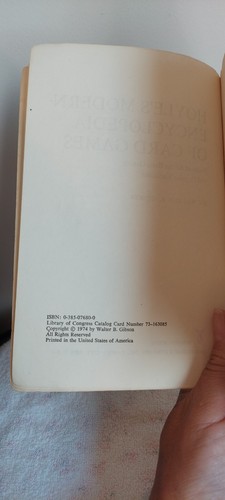 ISBN: 0-385-07680-0
Library of Congress Catalog Card Number 73-163085
Copyright © 1974 by Walter B. Gibson
All Rights Reserved
Printed in the United States of America